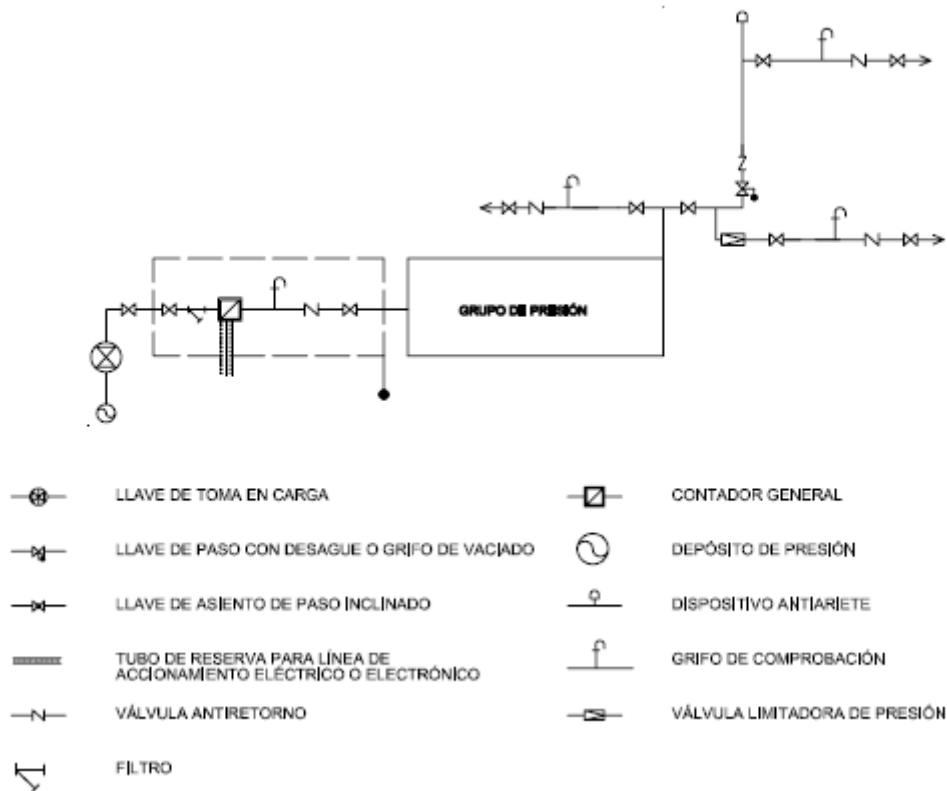 GRUPO DE PRESIÓN
LLAVE DE TOMA EN CARGA
LLAVE DE PASO CON DESAGUE O GRIFO DE VACIADO
LLAVE DE ASIENTO DE PASO INCLINADO
TUBO DE RESERVA PARA LÍNEA DE
ACCIONAMIENTO ELÉCTRICO O ELECTRÓNICO
VÁLVULA ANTIRETORNO
FILTRO
CONTADOR GENERAL
DEPÓSITO DE PRESIÓN
DISPOSITIVO ANTIARIETE
GRIFO DE COMPROBACIÓN
VÁLVULA LIMITADORA DE PRESIÓN